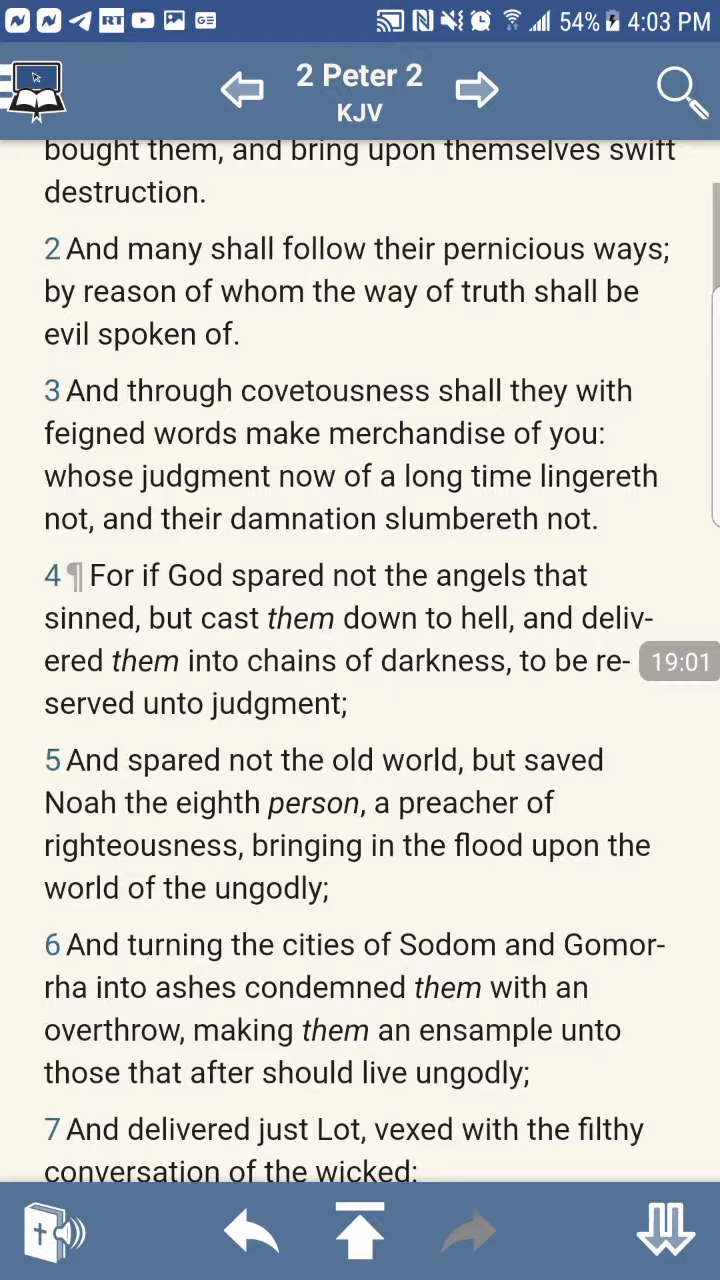 RT
GE
54% 4:03 PM
2 Peter 2
KJV
bought them, and bring upon themselves swift
destruction.
2 And many shall follow their pernicious ways;
by reason of whom the way of truth shall be
evil spoken of.
3 And through covetousness shall they with
feigned words make merchandise of you:
whose judgment now of a long time lingereth
not, and their damnation slumbereth not.
4 ¶ For if God spared not the angels that
sinned, but cast them down to hell, and deliv-
ered them into chains of darkness, to be re-
19:01
served unto judgment;
5 And spared not the old world, but saved
Noah the eighth person, a preacher of
righteousness, bringing in the flood upon the
world of the ungodly;
6 And turning the cities of Sodom and Gomor-
rha into ashes condemned them with an
overthrow, making them an ensample unto
those that after should live ungodly;
7 And delivered just Lot, vexed with the filthy
conversation of the wicked: